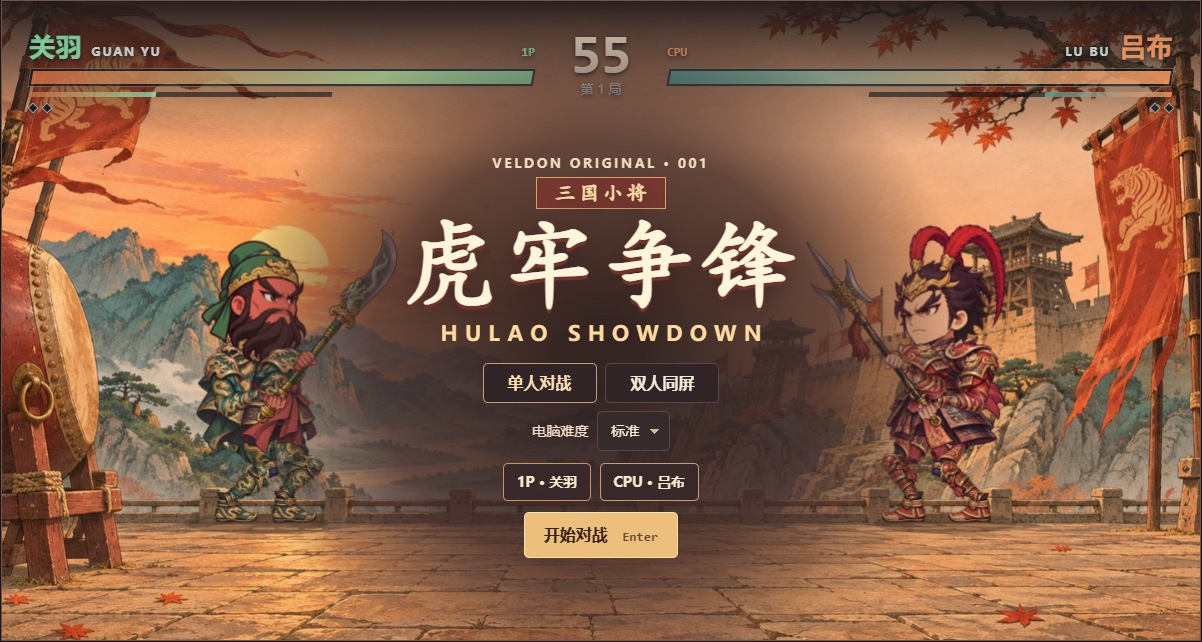 关羽 GUAN YU
1P
55
第 1 局
CPU
LU BU 吕布
VELDON ORIGINAL • 001
三国小将
虎牢争锋
HULAO SHOWDOWN
单人对战 双人同屏
电脑难度 标准
1P • 关羽 CPU • 吕布
开始对战 Enter